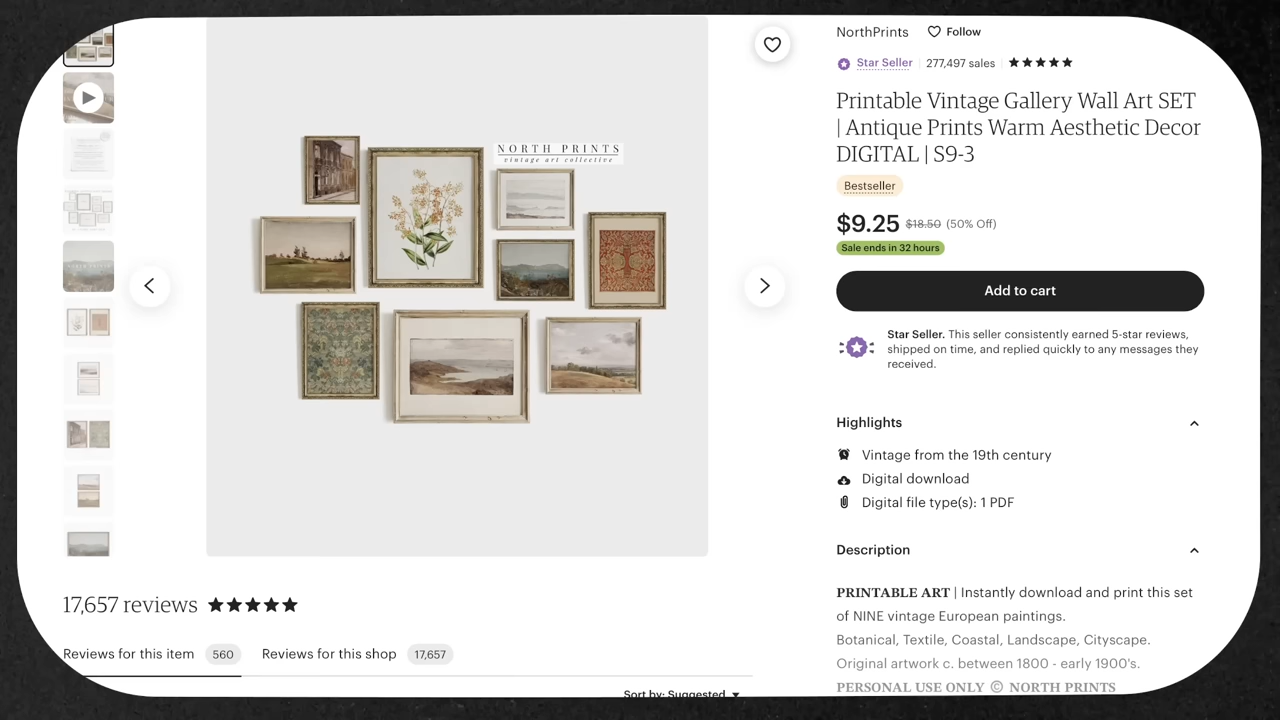 NorthPrints Follow
Star Seller 277,497 sales
Printable Vintage Gallery Wall Art SET
| Antique Prints Warm Aesthetic Decor
DIGITAL | S9-3
Bestseller
$9.25 $18.50 (50% Off)
Sale ends in 32 hours
Add to cart
Star Seller. This seller consistently earned 5-star reviews,
shipped on time, and replied quickly to any messages they
received.
Highlights
Vintage from the 19th century
Digital download
Digital file type(s): 1 PDF
Description
PRINTABLE ART | Instantly download and print this set
of NINE vintage European paintings.
Botanical, Textile, Coastal, Landscape, Cityscape.
Original artwork c. between 1800 - early 1900's.
PERSONAL USE ONLY © NORTH PRINTS
NORTH PRINTS
vintage art collective
17,657 reviews
Reviews for this item 560 Reviews for this shop 17,657
Sort by: Suggested